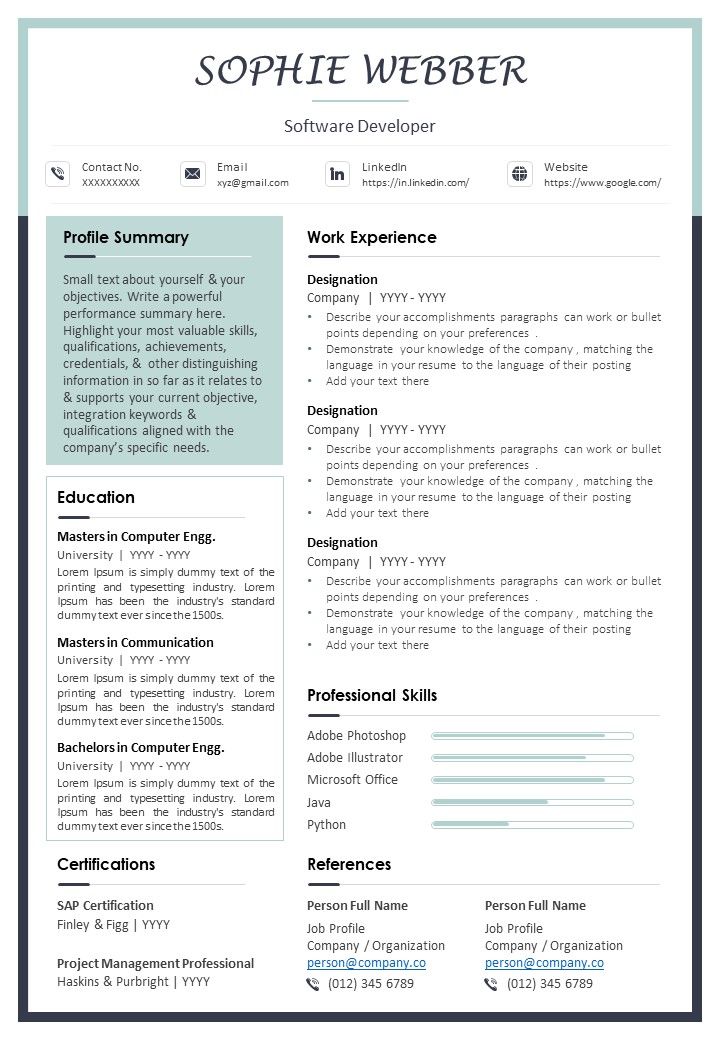 SOPHIE WEBBER
Software Developer
Contact No.
XXXXXXXXXX
Email
xyz@gmail.com
LinkedIn
https://in.linkedin.com/
Website
https://www.google.com/
Profile Summary
Small text about yourself & your
objectives. Write a powerful
performance summary here.
Highlight your most valuable skills,
qualifications, achievements,
credentials, & other distinguishing
information in so far as it relates to
& supports your current objective,
integration keywords &
qualifications aligned with the
company's specific needs.
Education
Masters in Computer Engg.
University | YYYY - YYYY
Lorem Ipsum is simply dummy text of the
printing and typesetting industry. Lorem
Ipsum has been the industry's standard
dummy text ever since the 1500s.
Masters in Communication
University | YYYY - YYYY
Lorem Ipsum is simply dummy text of the
printing and typesetting industry. Lorem
Ipsum has been the industry's standard
dummy text ever since the 1500s.
Bachelors in Computer Engg.
University | YYYY - YYYY
Lorem Ipsum is simply dummy text of the
printing and typesetting industry. Lorem
Ipsum has been the industry's standard
dummy text ever since the 1500s.
Certifications
SAP Certification
Finley & Figg | YYYY
Project Management Professional
Haskins & Purbright | YYYY
Work Experience
Designation
Company | YYYY - YYYY
• Describe your accomplishments paragraphs can work or bullet
points depending on your preferences .
• Demonstrate your knowledge of the company , matching the
language in your resume to the language of their posting
• Add your text there
Designation
Company | YYYY - YYYY
• Describe your accomplishments paragraphs can work or bullet
points depending on your preferences .
• Demonstrate your knowledge of the company , matching the
language in your resume to the language of their posting
• Add your text there
Designation
Company | YYYY - YYYY
• Describe your accomplishments paragraphs can work or bullet
points depending on your preferences .
• Demonstrate your knowledge of the company , matching the
language in your resume to the language of their posting
• Add your text there
Professional Skills
Adobe Photoshop
Adobe Illustrator
Microsoft Office
Java
Python
References
Person Full Name
Job Profile
Company / Organization
person@company.co
(012) 345 6789
Person Full Name
Job Profile
Company / Organization
person@company.co
(012) 345 6789